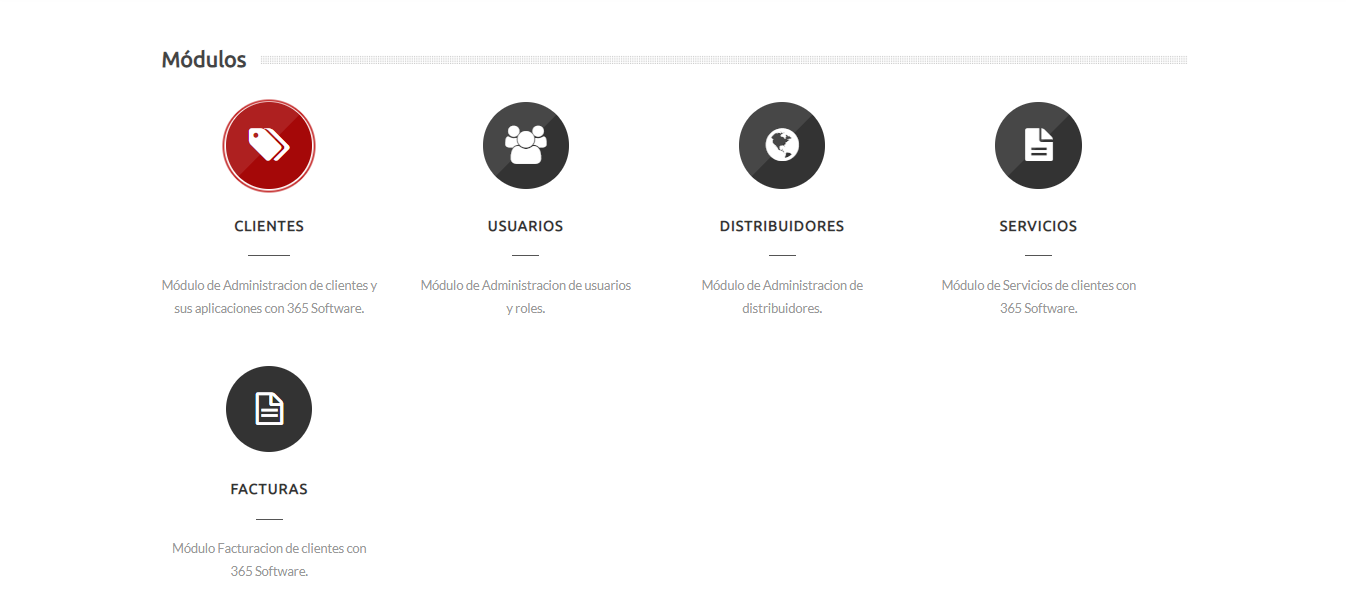 Módulos
CLIENTES
Módulo de Administracion de clientes y
sus aplicaciones con 365 Software.
USUARIOS
Módulo de Administracion de usuarios
y roles.
DISTRIBUIDORES
Módulo de Administracion de
distribuidores.
SERVICIOS
Módulo de Servicios de clientes con
365 Software.
FACTURAS
Módulo Facturacion de clientes con
365 Software.